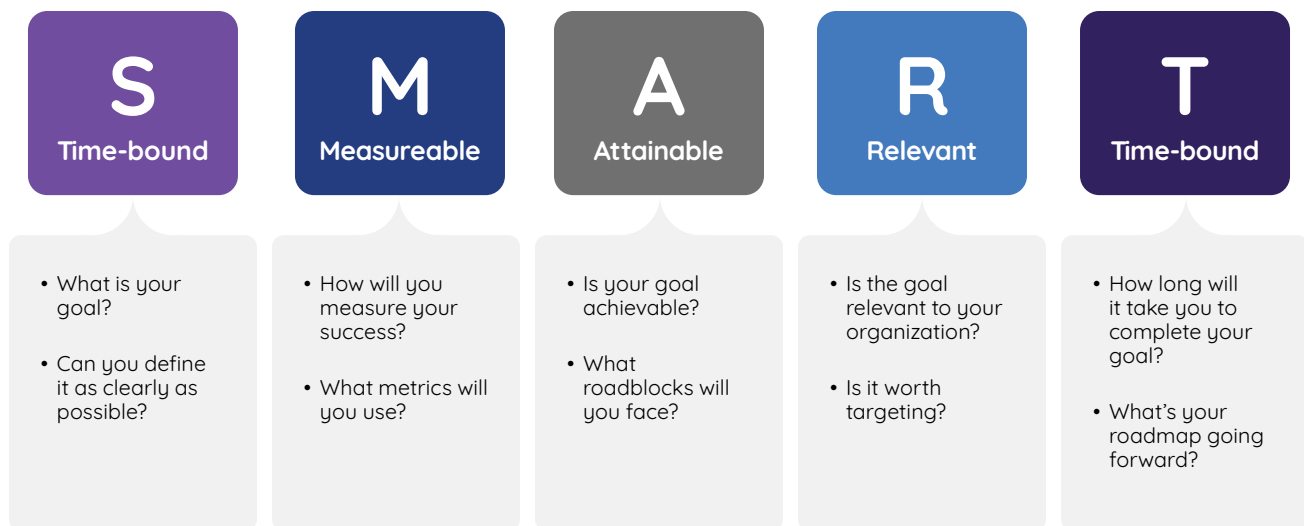 S
Time-bound
• What is your
goal?
• Can you define
it as clearly as
possible?
M
Measureable
• How will you
measure your
success?
• What metrics will
you use?
A
Attainable
• Is your goal
achievable?
• What
roadblocks will
you face?
R
Relevant
• Is the goal
relevant to your
organization?
• Is it worth
targeting?
T
Time-bound
• How long will
it take you to
complete your
goal?
• What’s your
roadmap going
forward?